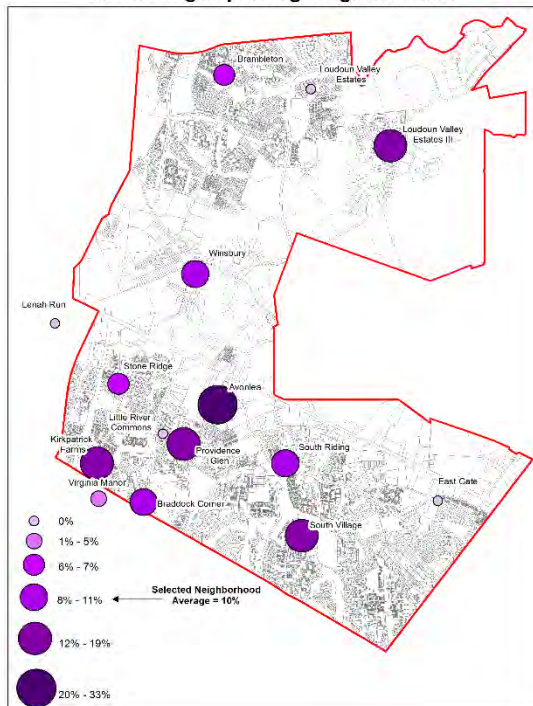 Brambleton
Loudoun Valley
Estates
Loudoun Valley
Estates III
Winsbury
Lenah Run
Stone Ridge
Avonlea
Little River
Commons
Providence
Glen
Kirkpatrick
Farms
South Riding
Virginia Manor
East Gate
Braddock Corner
South Village
0%
1% - 5%
6% - 7%
8% - 11%
Selected Neighborhood
Average = 10%
12% - 19%
20% - 33%